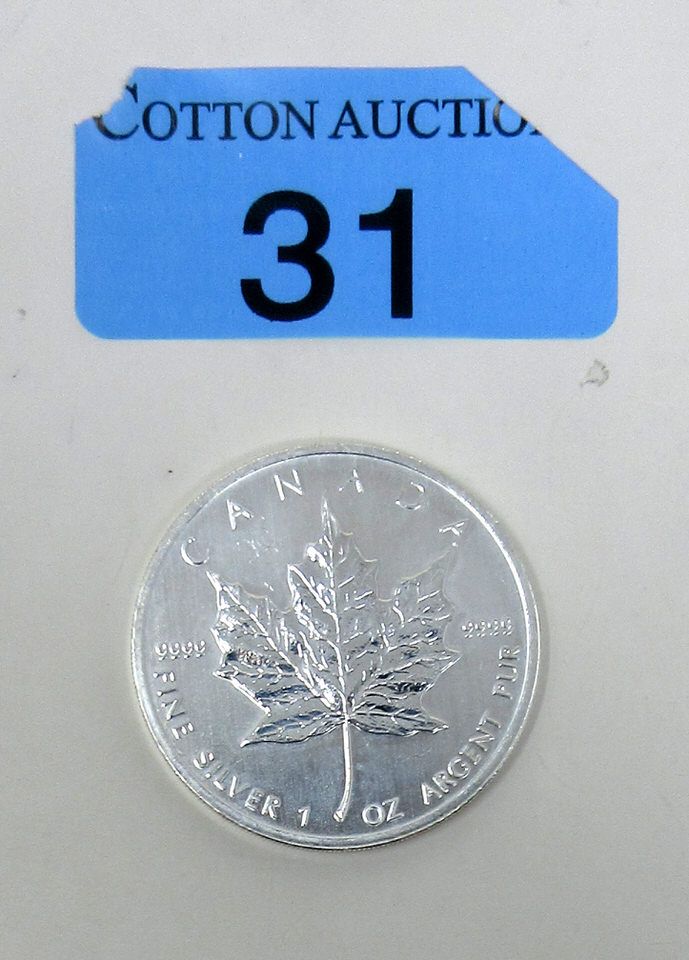 COTTON AUCTIO
31
CANADA
9999 9999
FINE SILVER 1 OZ ARGENT PUR